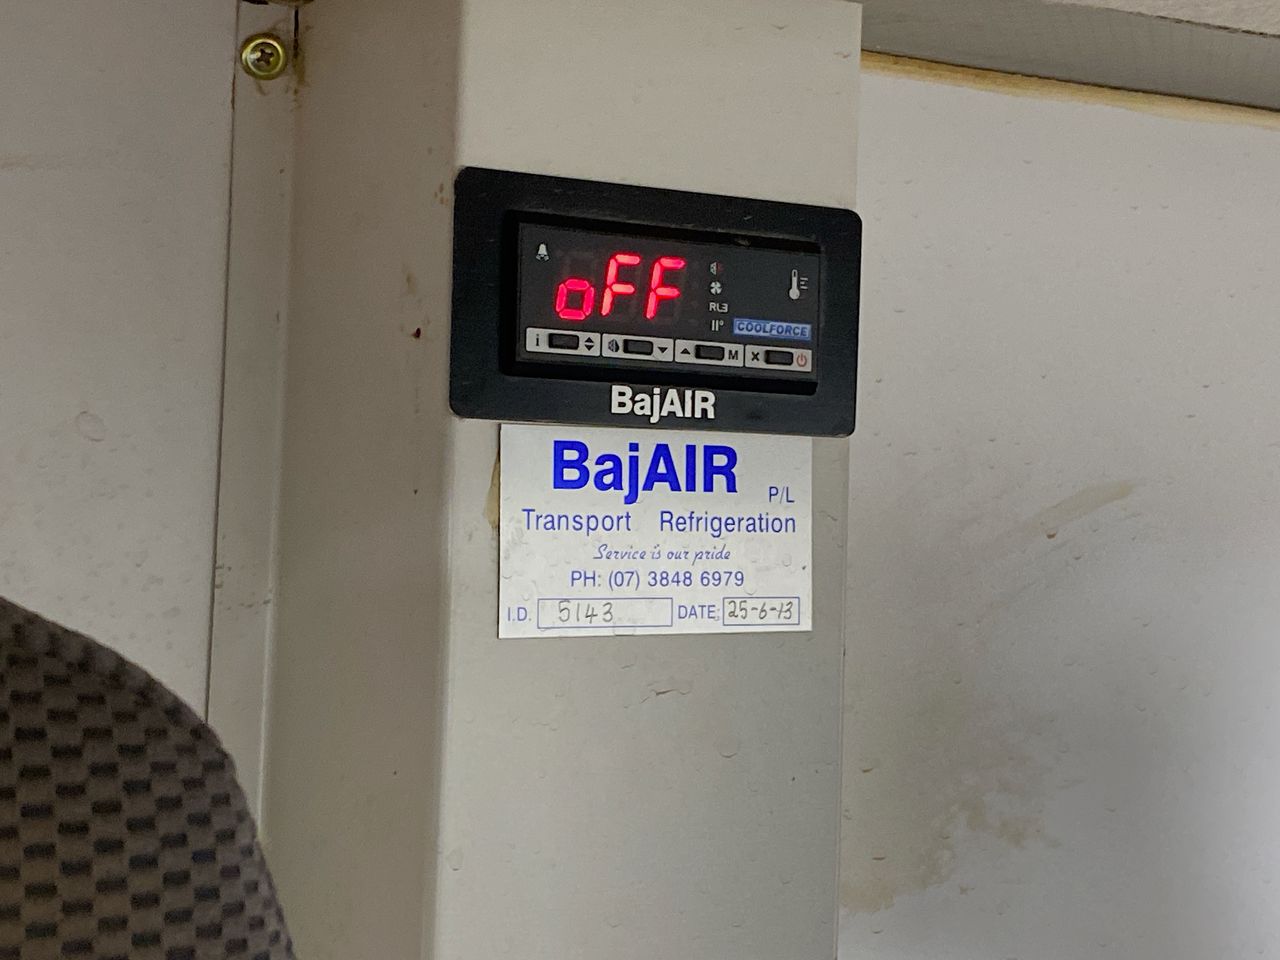 oFF
RL3
COOLFORCE
i M x
BajAIR
BajAIR P/L
Transport Refrigeration
Service is our pride
PH: (07) 3848 6979
I.D. 5143 DATE: 25-6-13